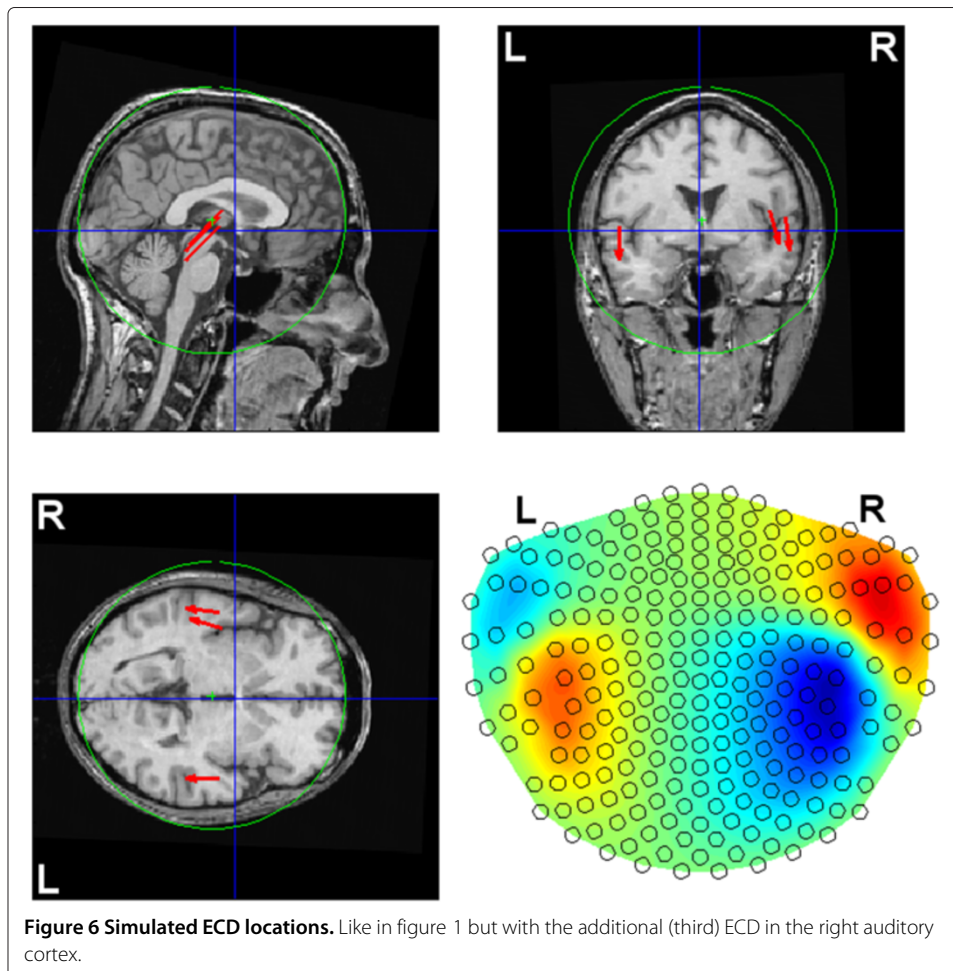 L R
R
L R
L
Figure 6 Simulated ECD locations. Like in figure 1 but with the additional (third) ECD in the right auditory
cortex.